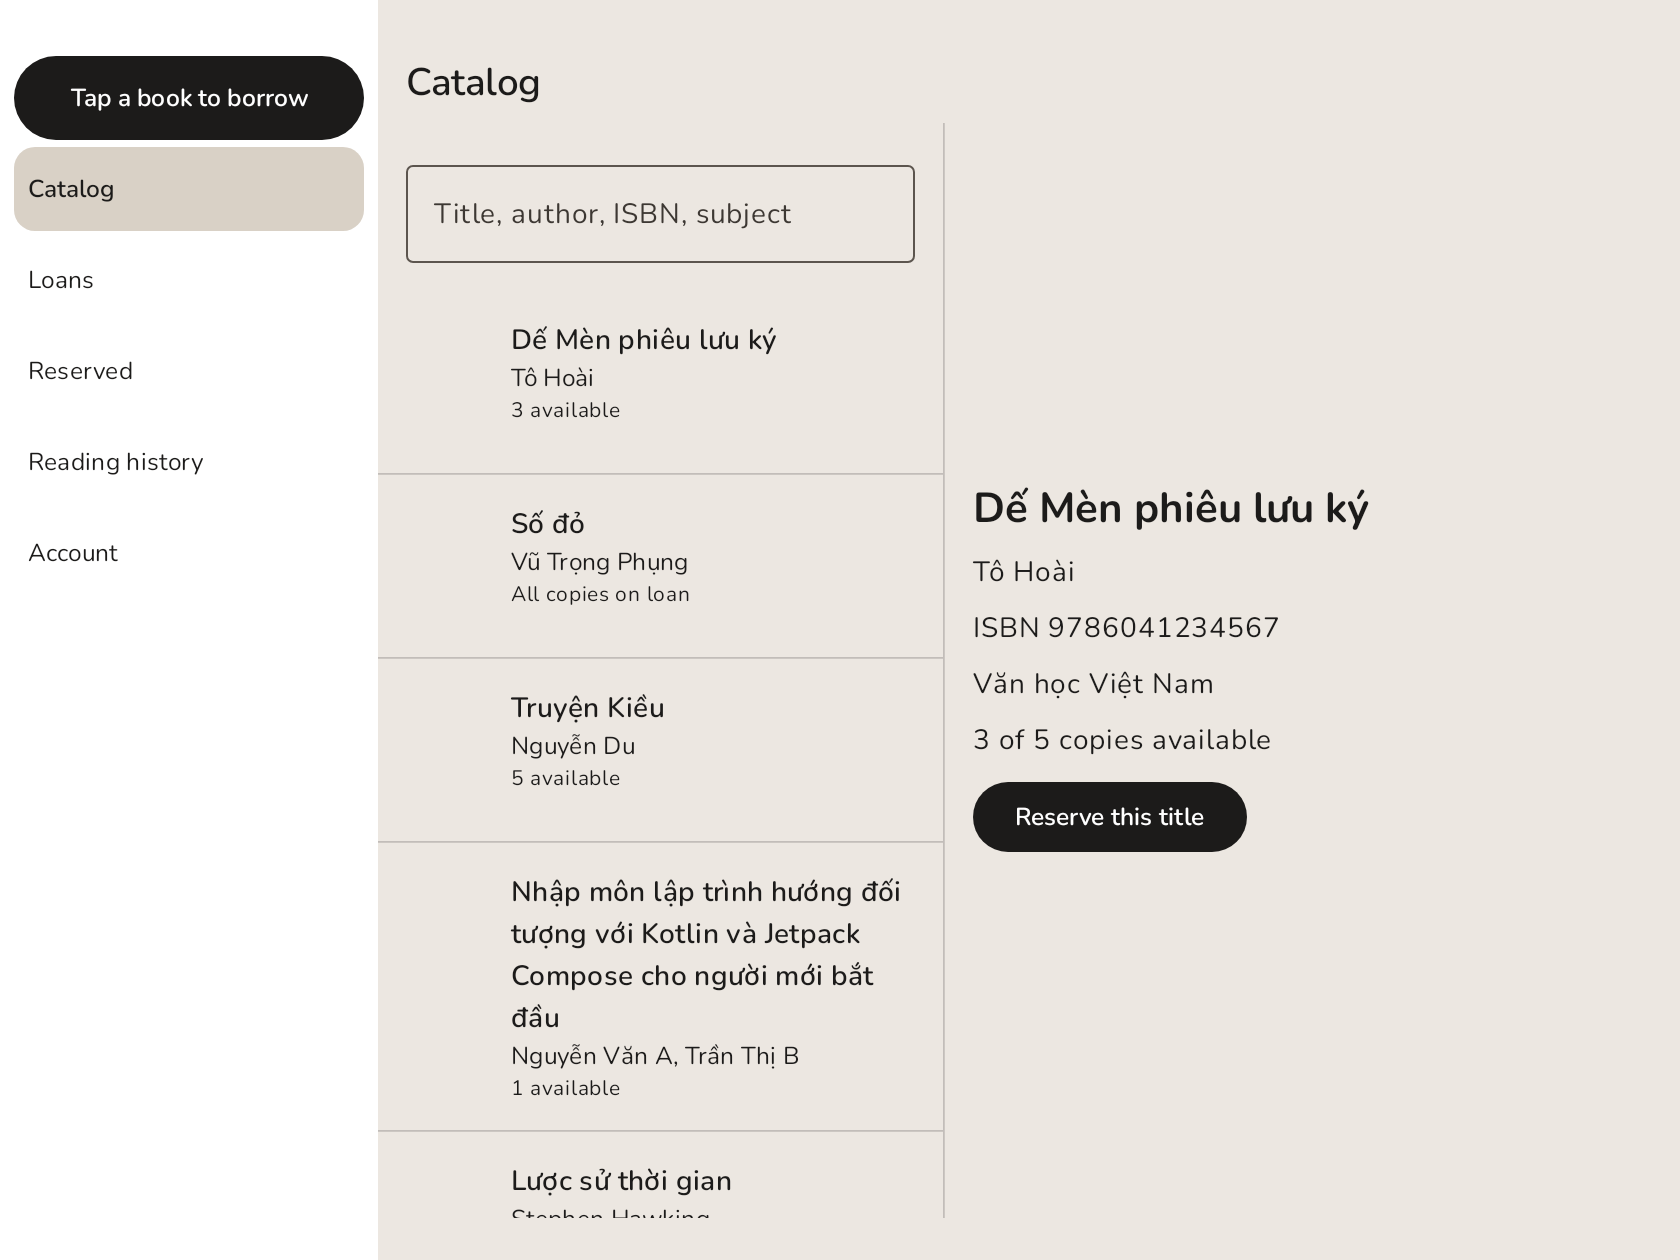 Tap a book to borrow
Catalog
Loans
Reserved
Reading history
Account
Catalog
Title, author, ISBN, subject
Dế Mèn phiêu lưu ký
Tô Hoài
3 available
Số đỏ
Vũ Trọng Phụng
All copies on loan
Truyện Kiều
Nguyễn Du
5 available
Nhập môn lập trình hướng đối
tượng với Kotlin và Jetpack
Compose cho người mới bắt
đầu
Nguyễn Văn A, Trần Thị B
1 available
Lược sử thời gian
Stephen Hawking
Dế Mèn phiêu lưu ký
Tô Hoài
ISBN 9786041234567
Văn học Việt Nam
3 of 5 copies available
Reserve this title